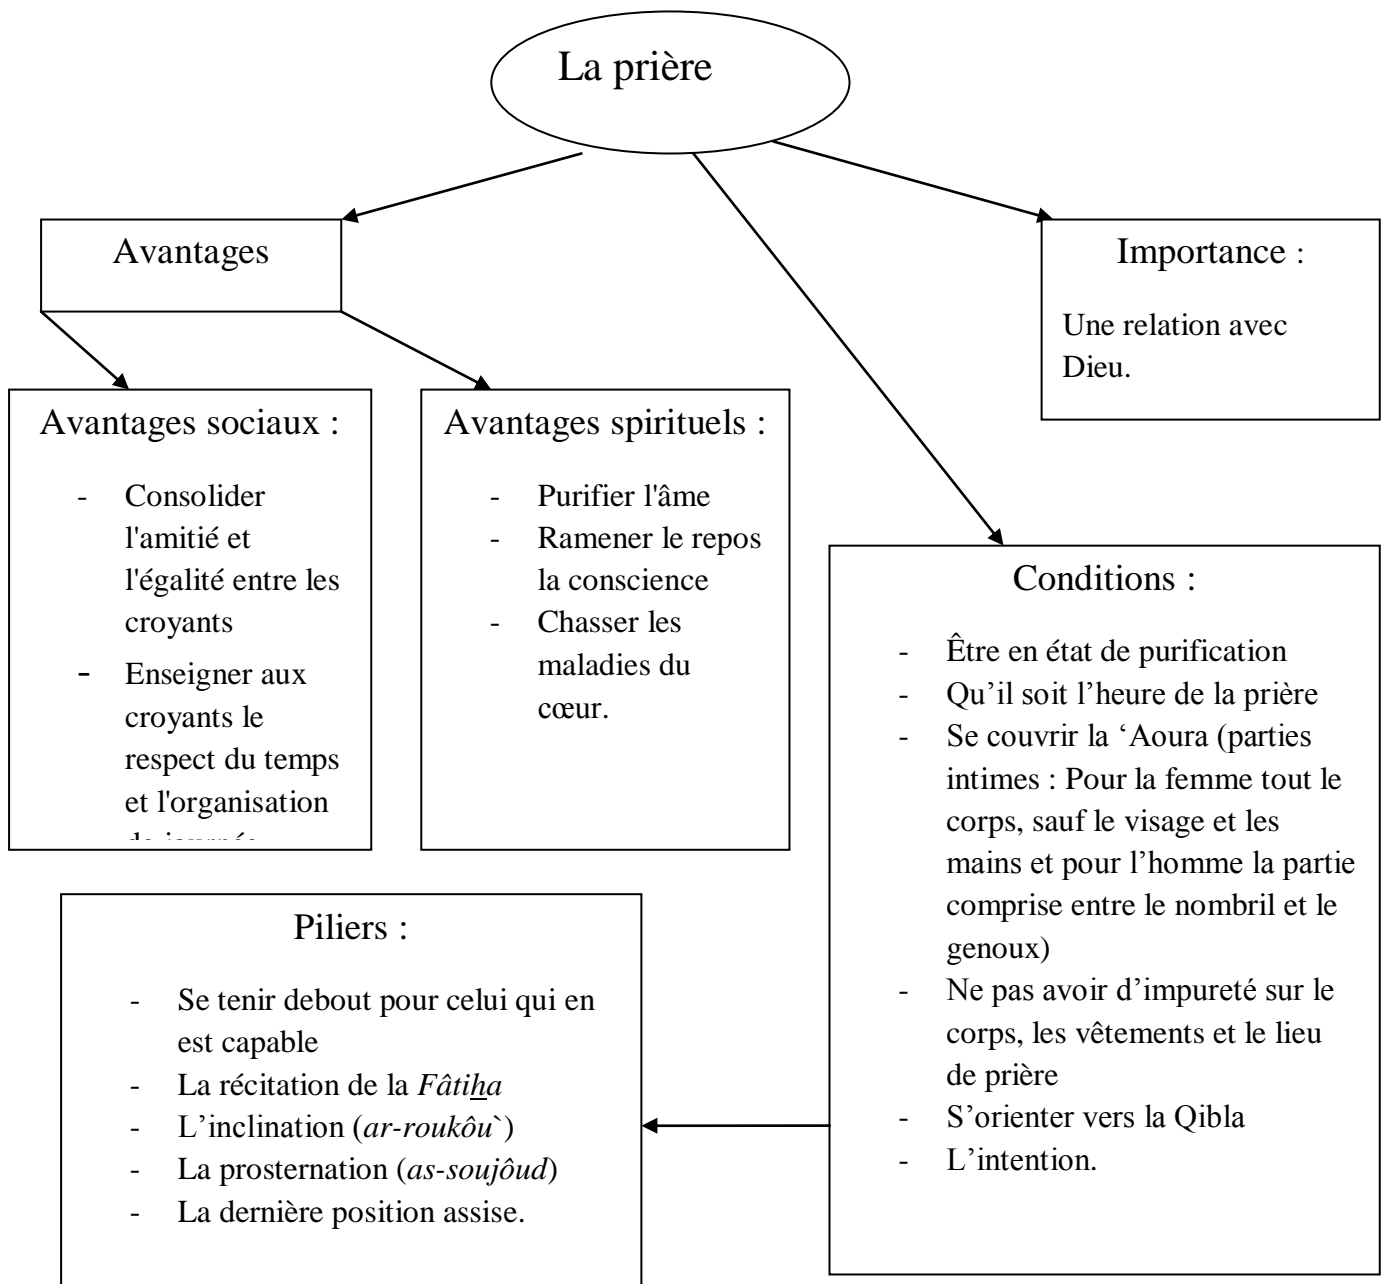 La prière
Avantages
Importance :
Une relation avec
Dieu.
Avantages sociaux :
- Consolider
l'amitié et
l'égalité entre les
croyants
- Enseigner aux
croyants le
respect du temps
et l'organisation
Avantages spirituels :
- Purifier l'âme
- Ramener le repos
la conscience
- Chasser les
maladies du
cœur.
Conditions :
- Être en état de purification
- Qu’il soit l’heure de la prière
- Se couvrir la ‘Aoura (parties
intimes : Pour la femme tout le
corps, sauf le visage et les
mains et pour l’homme la partie
comprise entre le nombril et le
genoux)
- Ne pas avoir d’impureté sur le
corps, les vêtements et le lieu
de prière
- S’orienter vers la Qibla
- L’intention.
Piliers :
- Se tenir debout pour celui qui en
est capable
- La récitation de la Fâtiha
- L’inclination (ar-roukôu`)
- La prosternation (as-soujôud)
- La dernière position assise.